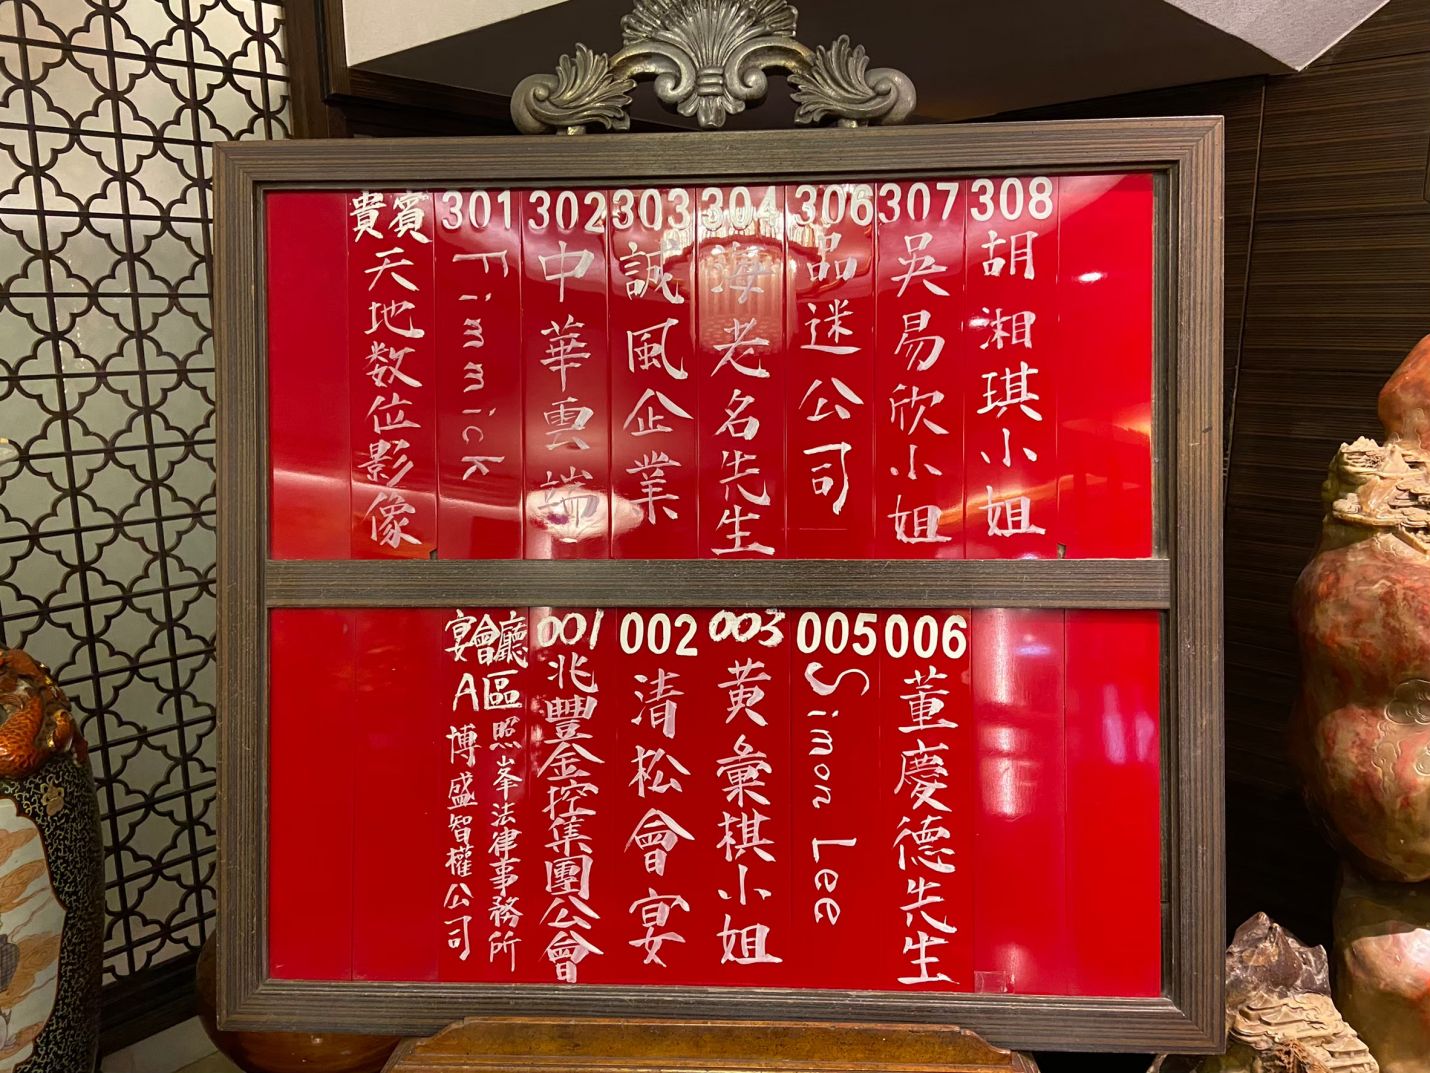 貴賓
天地数位影像
301
Fimmick
302
中華雲端
303
誠風企業
304
海老名先生
306
品迷公司
307
吳易欣小姐
308
胡湘琪小姐
宴會廳
A區
照峯法律事務所
博盛智權公司
001
兆豐金控集團公會
002
清松會宴
003
黃彙棋小姐
005
Simon Lee
006
董慶德先生